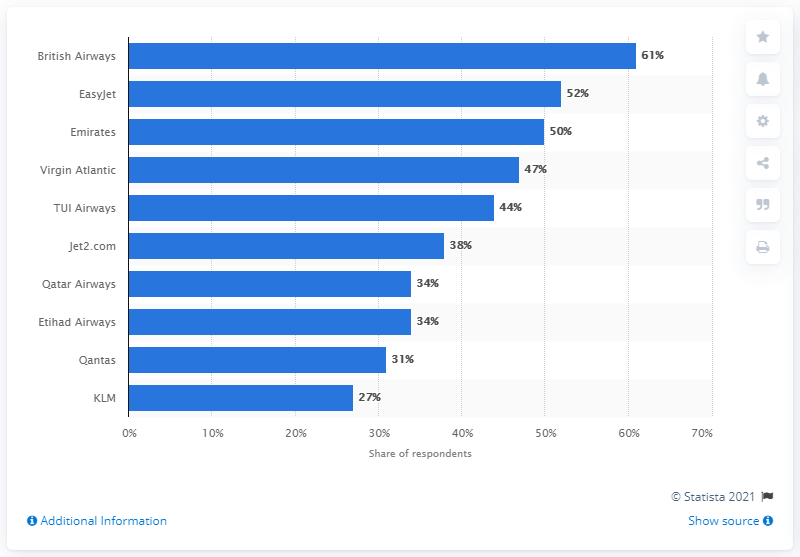 British Airways 61%
EasyJet 52%
Emirates 50%
Virgin Atlantic 47%
TUI Airways 44%
Jet2.com 38%
Qatar Airways 34%
Etihad Airways 34%
Qantas 31%
KLM 27%
0% 10% 20% 30% 40% 50% 60% 70%
Share of respondents
© Statista 2021
Additional Information Show source